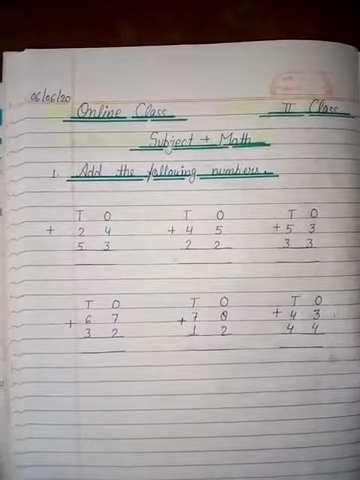 06/06/20
Online Class II Class
Subject → Math
1. Add the following numbers.
T O T O T O
+ 2 4 + 4 5 + 5 3
5 3 2 2 3 3
T O T O T O
+ 6 7 + 7 0 + 4 3
3 2 1 2 4 4